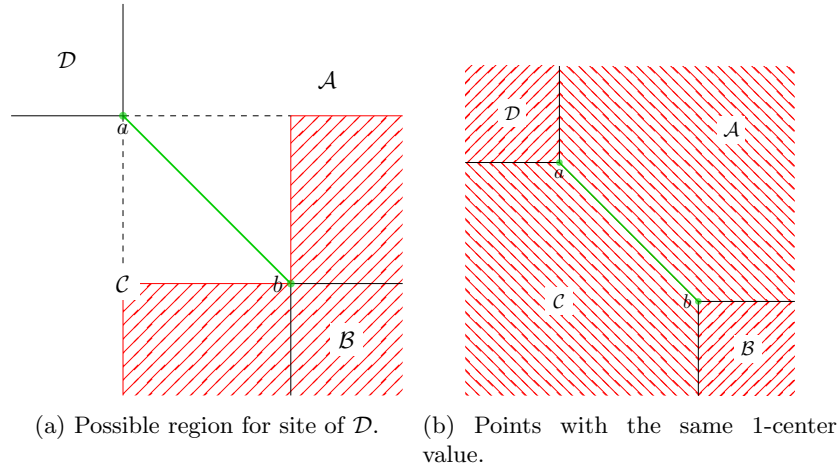 𝒟
𝒜
a
𝒞
b
ℬ
(a) Possible region for site of 𝒟.
𝒟
𝒜
a
𝒞
b
ℬ
(b) Points with the same 1-center
value.